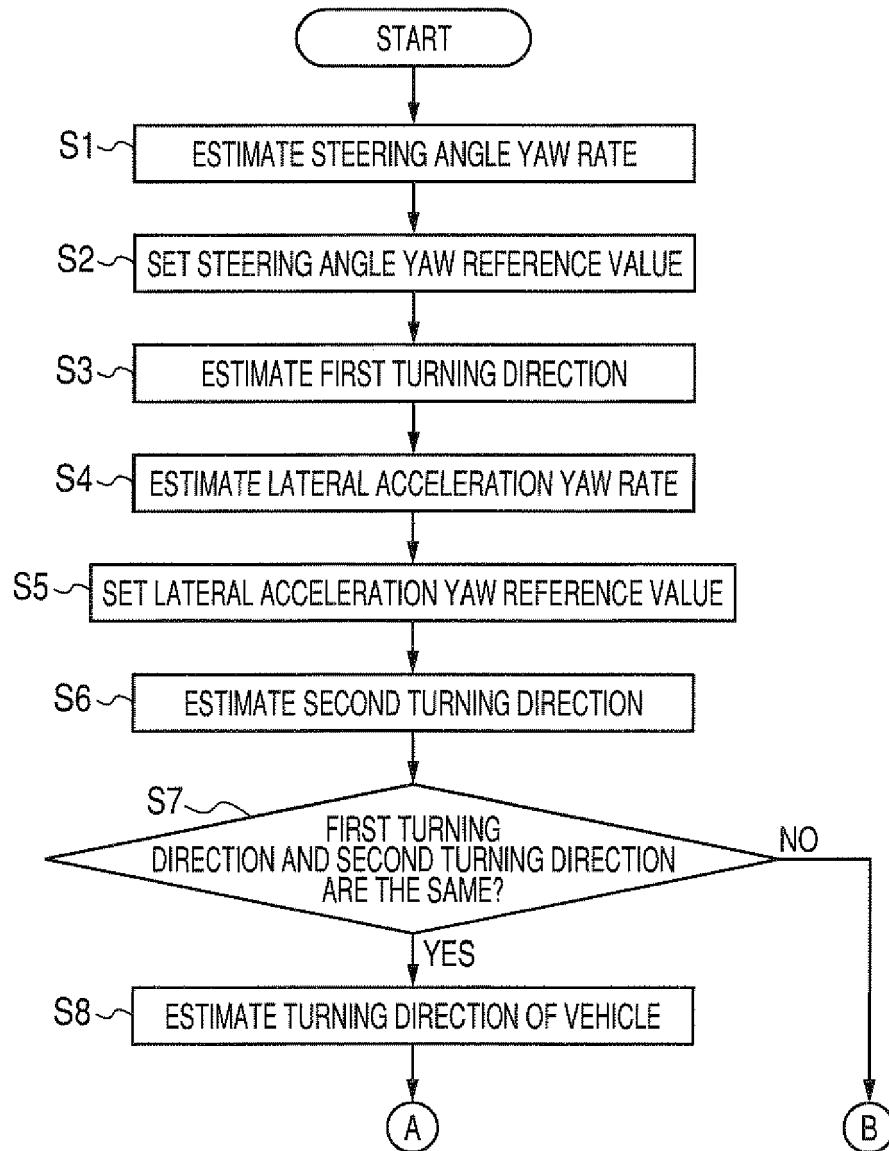 START
S1
ESTIMATE STEERING ANGLE YAW RATE
S2
SET STEERING ANGLE YAW REFERENCE VALUE
S3
ESTIMATE FIRST TURNING DIRECTION
S4
ESTIMATE LATERAL ACCELERATION YAW RATE
S5
SET LATERAL ACCELERATION YAW REFERENCE VALUE
S6
ESTIMATE SECOND TURNING DIRECTION
S7
FIRST TURNING
DIRECTION AND SECOND TURNING DIRECTION
ARE THE SAME?
NO
YES
S8
ESTIMATE TURNING DIRECTION OF VEHICLE
A
B